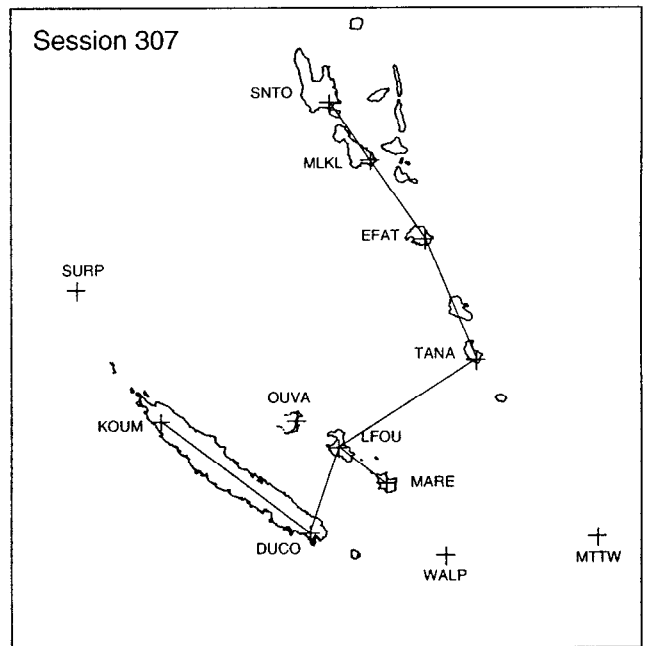 Session 307
SNTO
MLKL
EFAT
SURP
TANA
OUVA
KOUM
LFOU
MARE
DUCO
WALP
MTTW